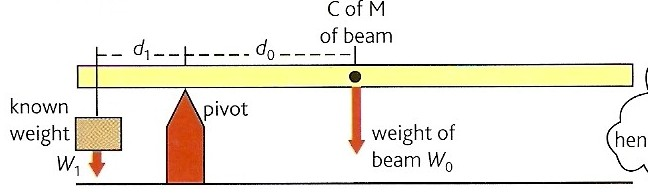 C of M
of beam
d₁
d₀
known
weight
W₁
pivot
weight of
beam W₀
hen